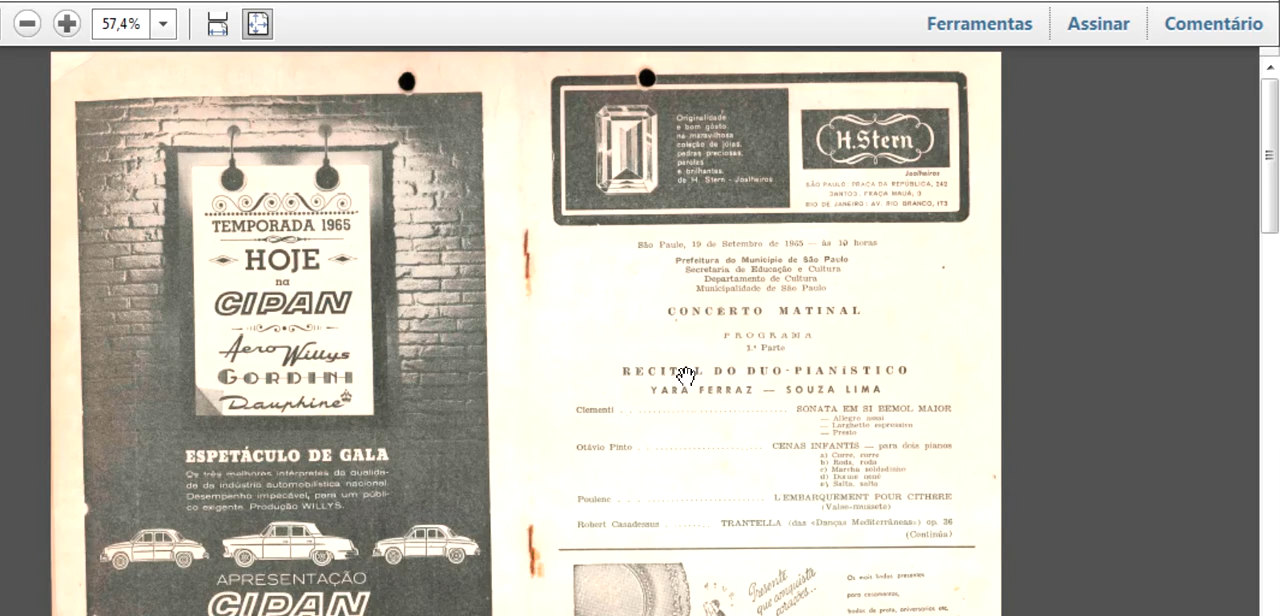 57,4%
Ferramentas
Assinar
Comentário
TEMPORADA 1965
HOJE
na
CIPAN
Aero Willys
GORDINI
Dauphine
ESPETÁCULO DE GALA
Os três melhores intérpretes da qualida-
de da indústria automobilística nacional.
Desempenho impecável, para um públi-
co exigente. Produção WILLYS.
APRESENTAÇÃO
CIPAN
Originalidade
e bom gôsto
na maravilhosa
coleção de jóias,
pedras preciosas,
perolas
e brilhantes.
de H. Stern - Joalheiros
H.Stern
Joalheiros
SÃO PAULO: PRAÇA DA REPÚBLICA, 242
SANTOS: PRAÇA MAUÁ, 3
RIO DE JANEIRO: AV. RIO BRANCO, 173
São Paulo, 19 de Setembro de 1965 — às 10 horas
Prefeitura do Município de São Paulo
Secretaria de Educação e Cultura
Departamento de Cultura
Municipalidade de São Paulo
CONCERTO MATINAL
PROGRAMA
1.ª Parte
RECITAL DO DUO-PIANÍSTICO
YARA FERRAZ — SOUZA LIMA
Clementi . . . . . SONATA EM SI BEMOL MAIOR
— Allegro assai
— Larghetto espressivo
— Presto
Otávio Pinto . . . . . CENAS INFANTIS — para dois pianos
a) Corre, corre
b) Roda, roda
c) Marcha soldadinho
d) Dorme nenê
e) Salta, salta
Poulenc . . . . . L'EMBARQUEMENT POUR CITHERE
(Valse-musseto)
Robert Casadessus . . . . . TRANTELLA (das «Danças Mediterrâneas») op. 36
(Continúa)
Presente
que conquista
corações...
Os mais lindos presentes
para casamentos,
bodas de prata, aniversarios etc.